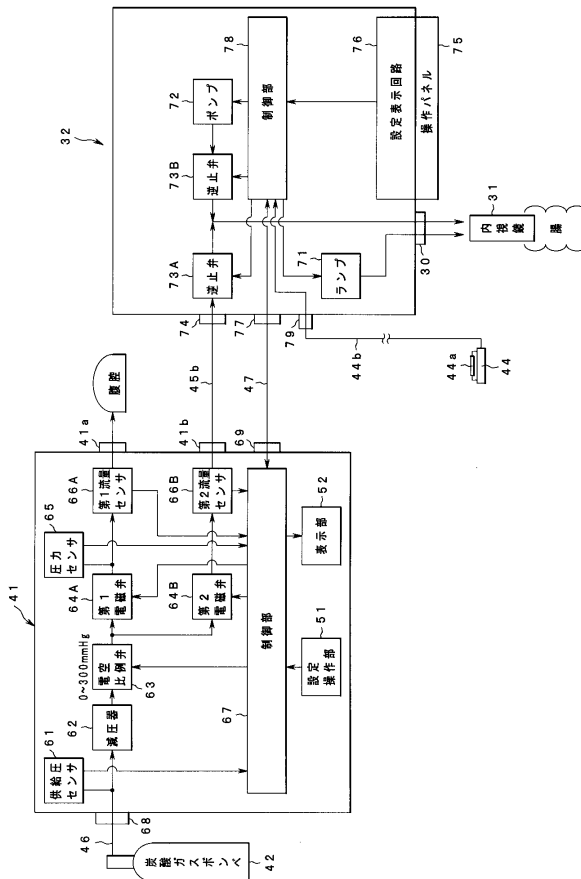 41
61
供給圧
センサ
62
減圧器
0~300mmHg
電空
比例弁
63
64A
第1
電磁弁
65
圧力
センサ
66A
第1流量
センサ
41a
腹腔
64B
第2
電磁弁
66B
第2流量
センサ
41b
45b
46
68
炭酸ガスボンベ
42
67
制御部
69
47
設定
操作部
51
表示部
52
32
73A
逆止弁
73B
逆止弁
72
ポンプ
78
制御部
74
77
79
71
ランプ
76
設定表示回路
75
操作パネル
30
31
内視鏡
腸
44b
44a
44